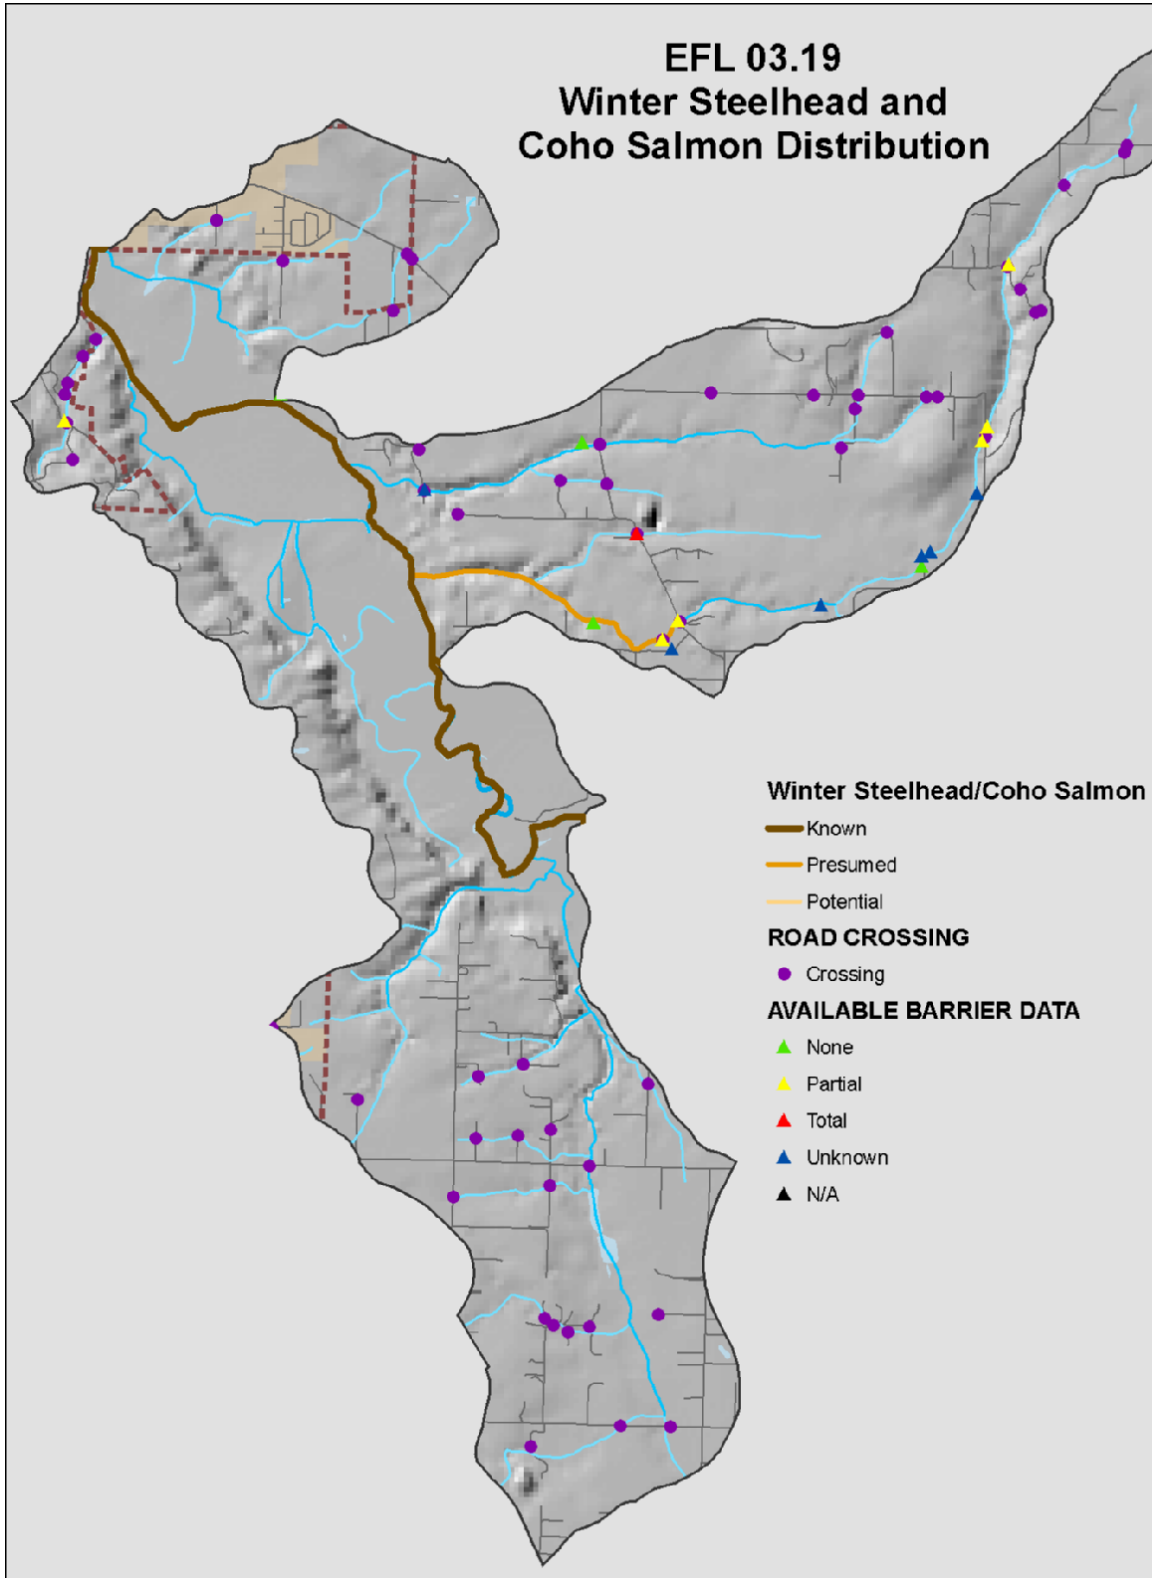 EFL 03.19
Winter Steelhead and
Coho Salmon Distribution
Winter Steelhead/Coho Salmon
Known
Presumed
Potential
ROAD CROSSING
Crossing
AVAILABLE BARRIER DATA
None
Partial
Total
Unknown
N/A